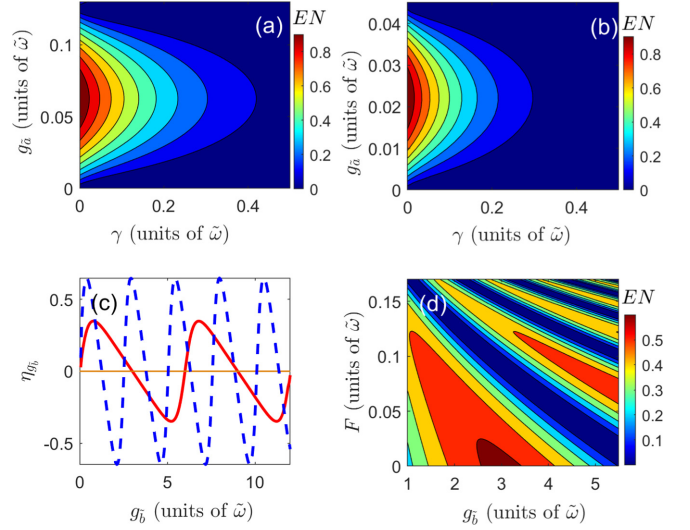 (a)
EN
g_ã (units of ω̃)
0.1
0.05
0
0
0.2
0.4
γ (units of ω̃)
0.8
0.6
0.4
0.2
0
(b)
EN
g_ã (units of ω̃)
0.04
0.03
0.02
0.01
0
0
0.2
0.4
γ (units of ω̃)
0.8
0.6
0.4
0.2
0
(c)
η_g_b̃
0.5
0
-0.5
0
5
10
g_b̃ (units of ω̃)
(d)
EN
F (units of ω̃)
0.15
0.1
0.05
0
1
2
3
4
5
g_b̃ (units of ω̃)
0.5
0.4
0.3
0.2
0.1